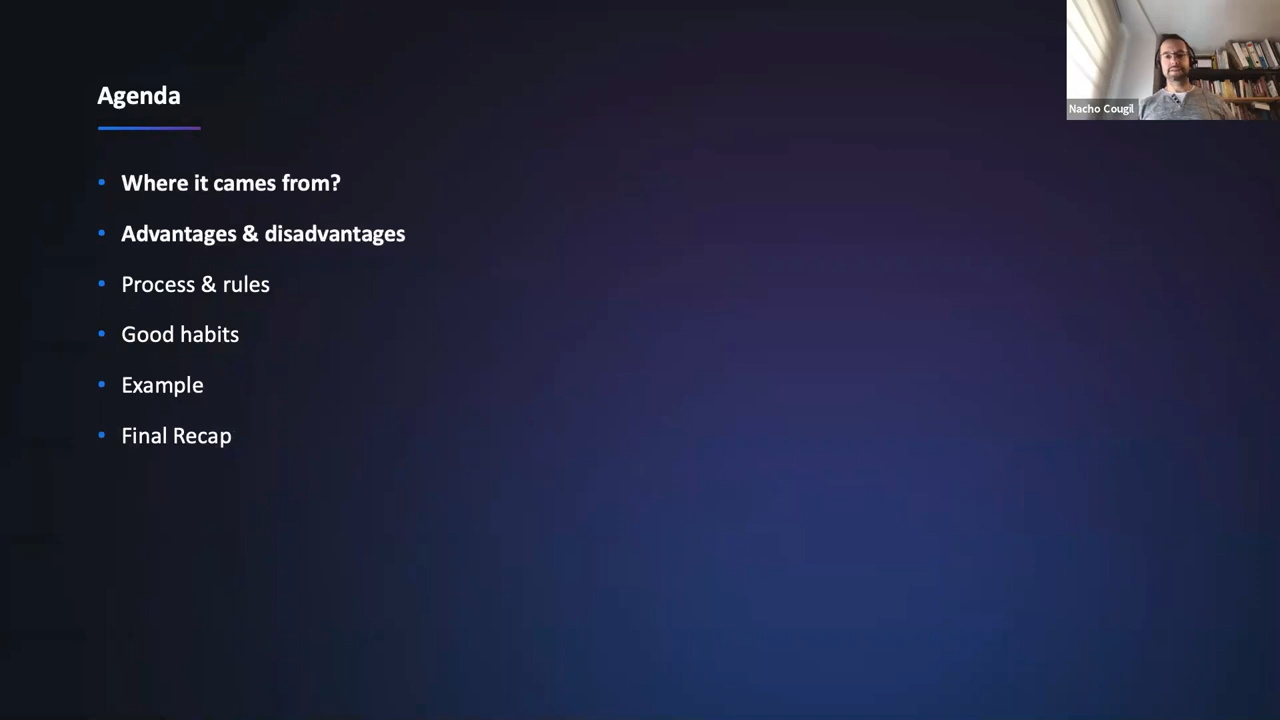 Agenda
Nacho Cougil
• Where it cames from?
• Advantages & disadvantages
• Process & rules
• Good habits
• Example
• Final Recap